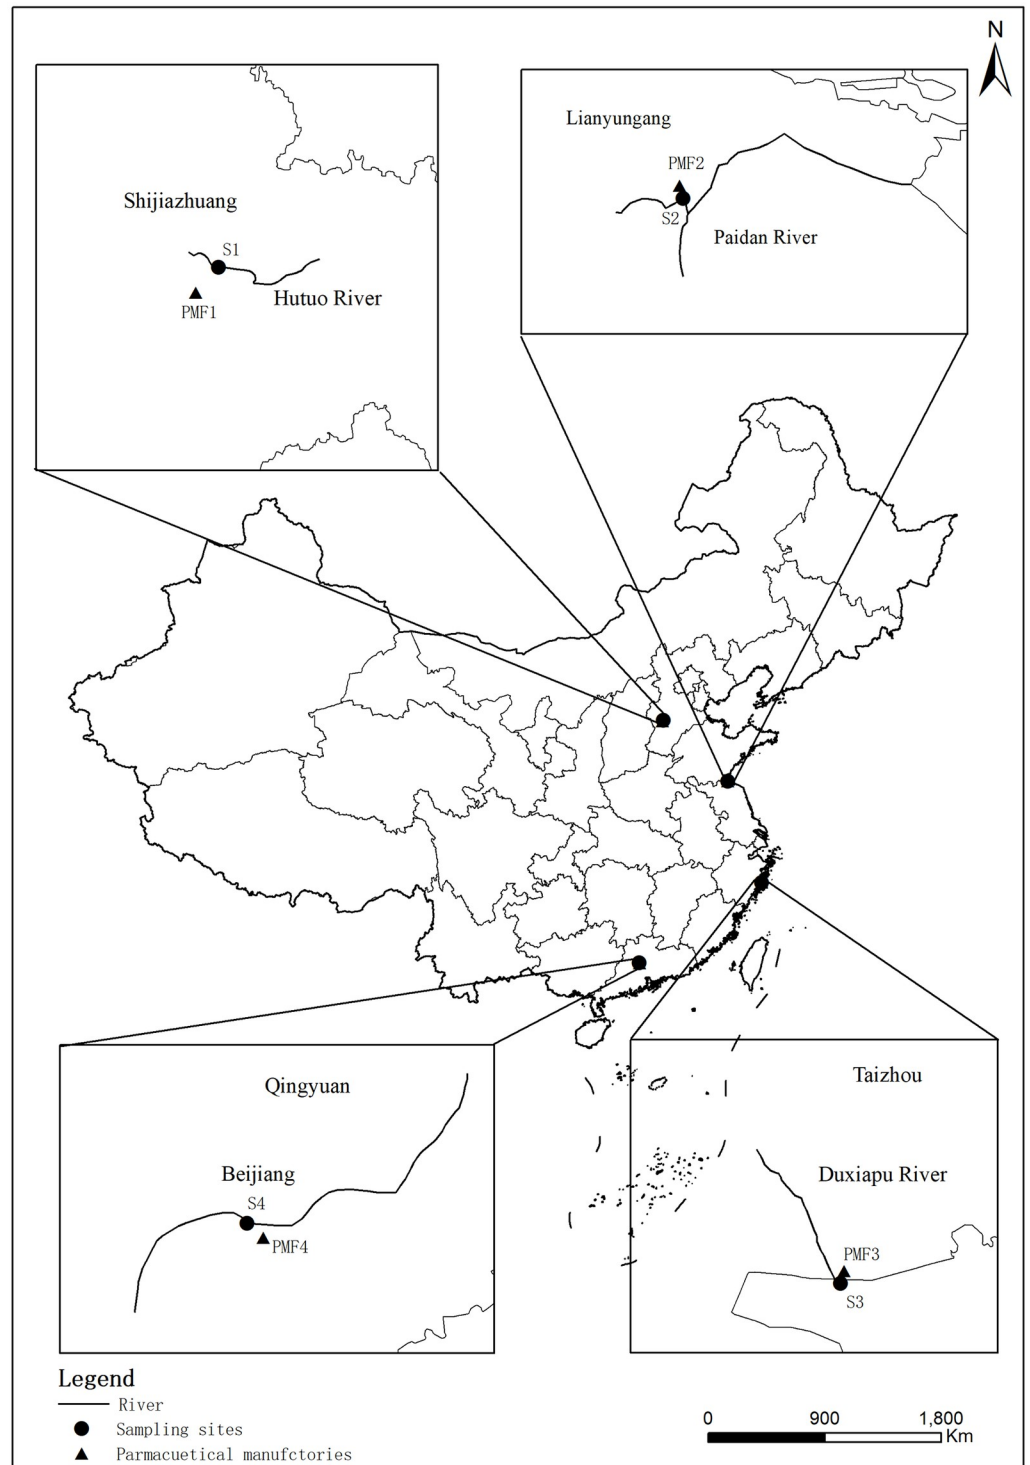 N
Shijiazhuang
S1
Hutuo River
PMF1
Lianyungang
PMF2
S2
Paidan River
Qingyuan
Beijiang
S4
PMF4
Taizhou
Duxiapu River
PMF3
S3
Legend
River
Sampling sites
Parmacuetical manufctories
0 900 1,800
Km